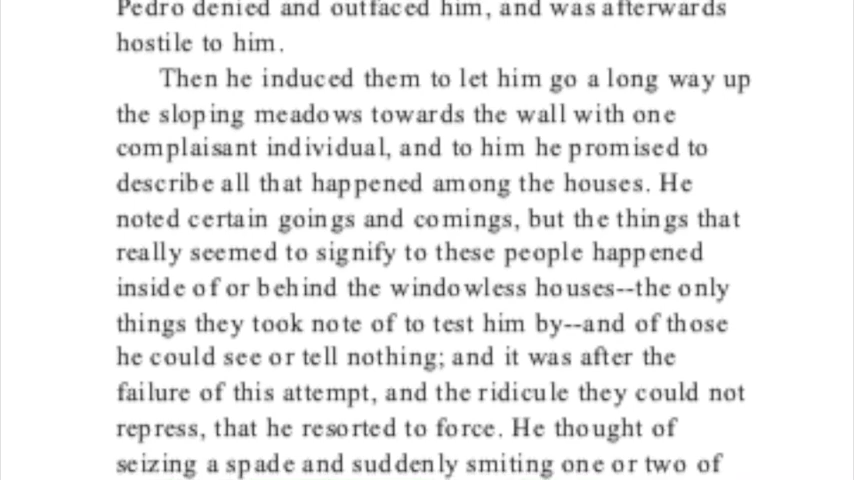 Pedro denied and outfaced him, and was afterwards
hostile to him.
Then he induced them to let him go a long way up
the sloping meadows towards the wall with one
complaisant individual, and to him he promised to
describe all that happened among the houses. He
noted certain goings and comings, but the things that
really seemed to signify to these people happened
inside of or behind the windowless houses--the only
things they took note of to test him by--and of those
he could see or tell nothing; and it was after the
failure of this attempt, and the ridicule they could not
repress, that he resorted to force. He thought of
seizing a spade and suddenly smiting one or two of